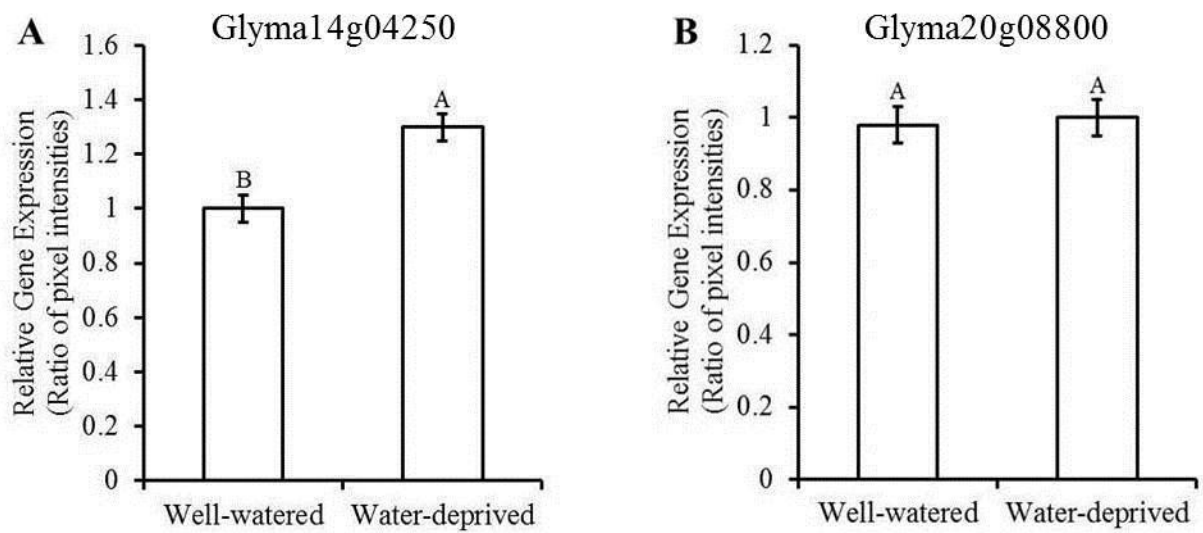 A
Glyma14g04250
Relative Gene Expression
(Ratio of pixel intensities)
1.6
1.4
1.2
1
0.8
0.6
0.4
0.2
0
B
A
Well-watered
Water-deprived
B
Glyma20g08800
Relative Gene Expression
(Ratio of pixel intensities)
1.2
1
0.8
0.6
0.4
0.2
0
A
A
Well-watered
Water-deprived